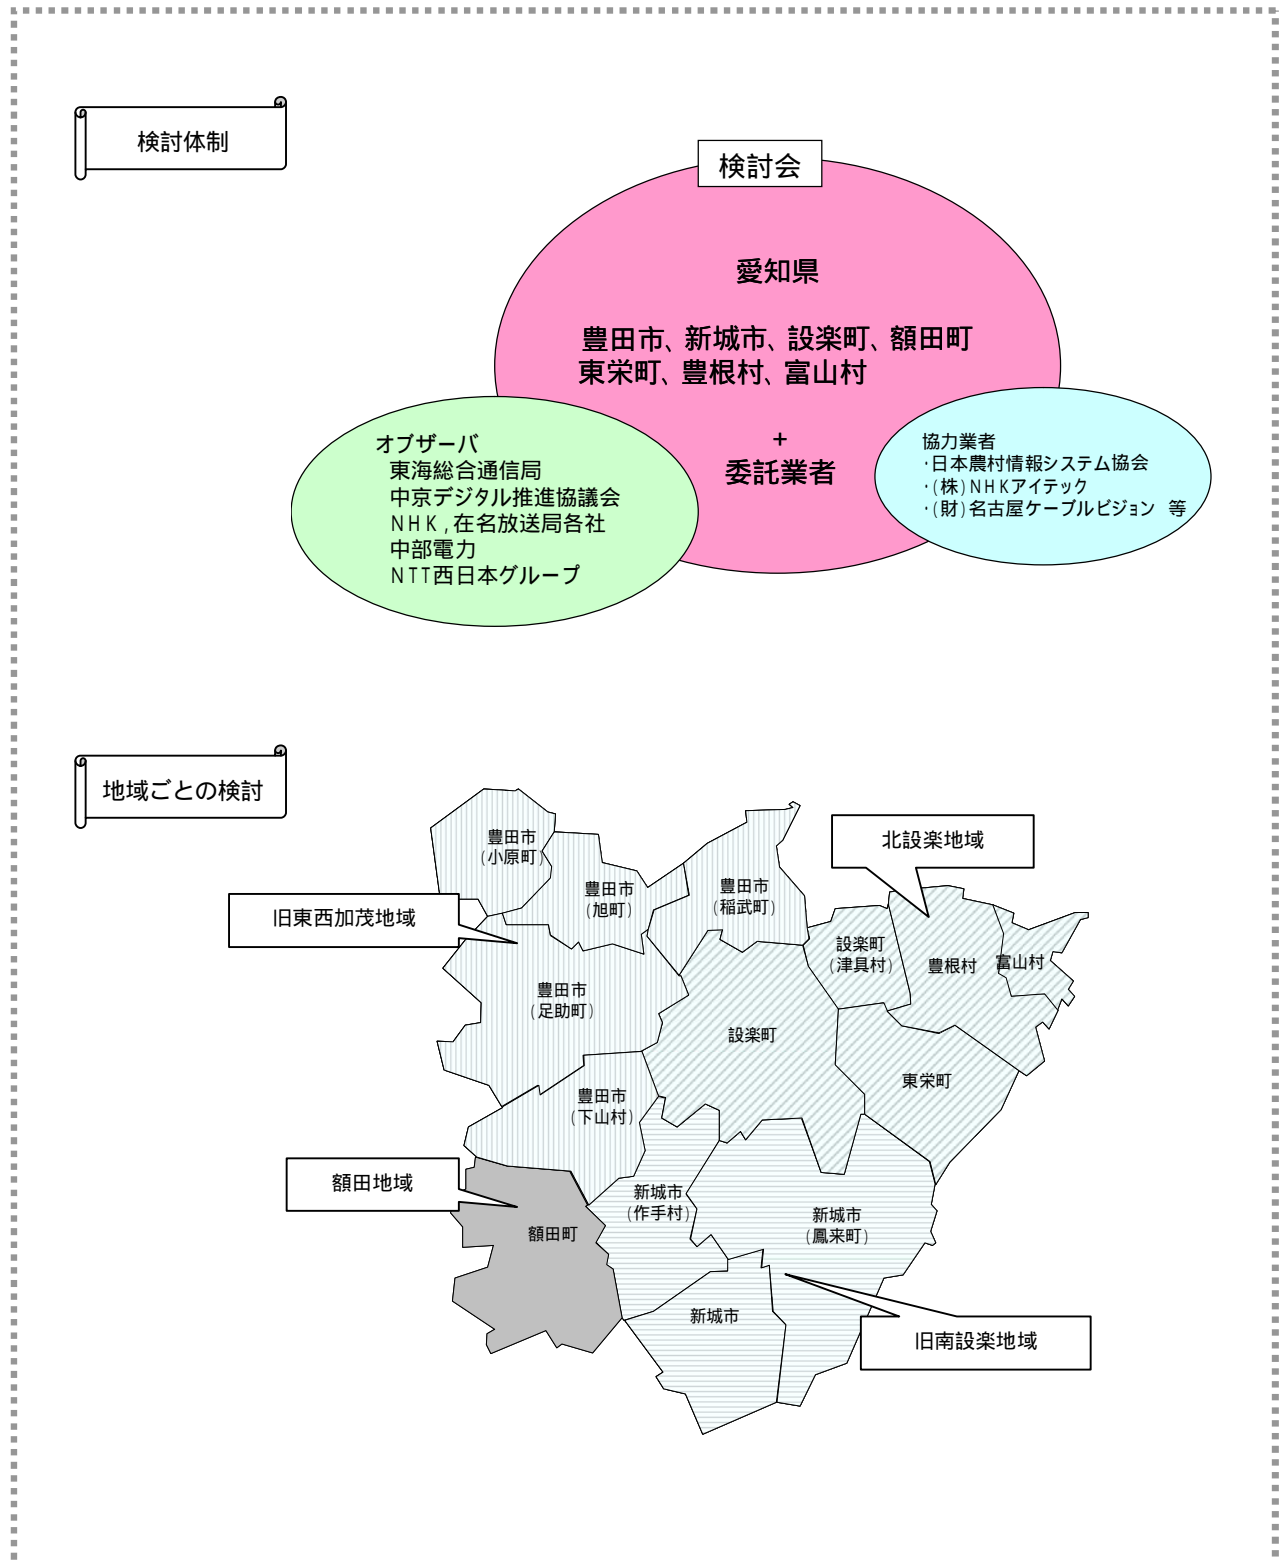 検討体制
検討会
愛知県
豊田市、新城市、設楽町、額田町
東栄町、豊根村、富山村
+
委託業者
オブザーバ
東海総合通信局
中京デジタル推進協議会
NHK,在名放送局各社
中部電力
NTT西日本グループ
協力業者
・日本農村情報システム協会
・(株)NHKアイテック
・(財)名古屋ケーブルビジョン 等
地域ごとの検討
北設楽地域
旧東西加茂地域
額田地域
旧南設楽地域
豊田市
(小原町)
豊田市
(旭町)
豊田市
(稲武町)
設楽町
(津具村)
豊根村
富山村
豊田市
(足助町)
設楽町
東栄町
豊田市
(下山村)
新城市
(作手村)
新城市
(鳳来町)
額田町
新城市